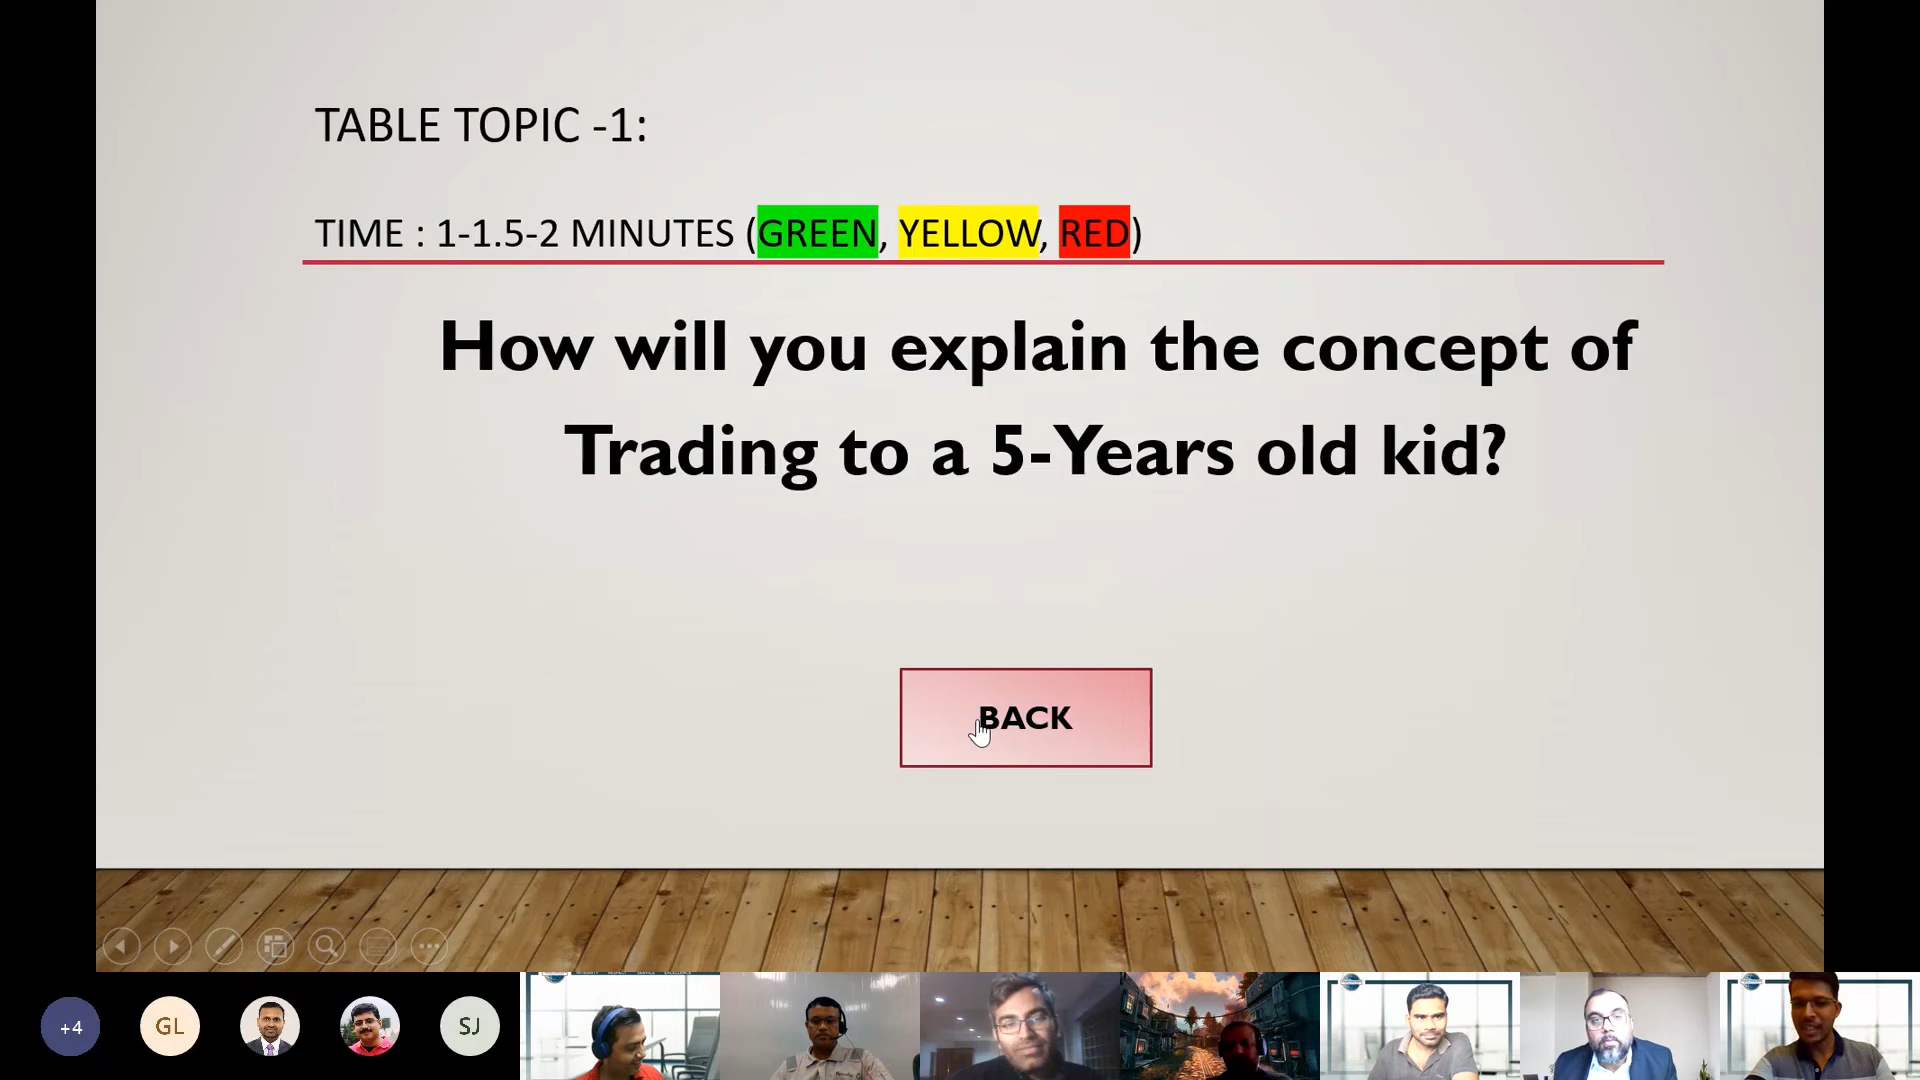 TABLE TOPIC -1:
TIME : 1-1.5-2 MINUTES (GREEN, YELLOW, RED)
How will you explain the concept of
Trading to a 5-Years old kid?
BACK
+4
GL
SJ